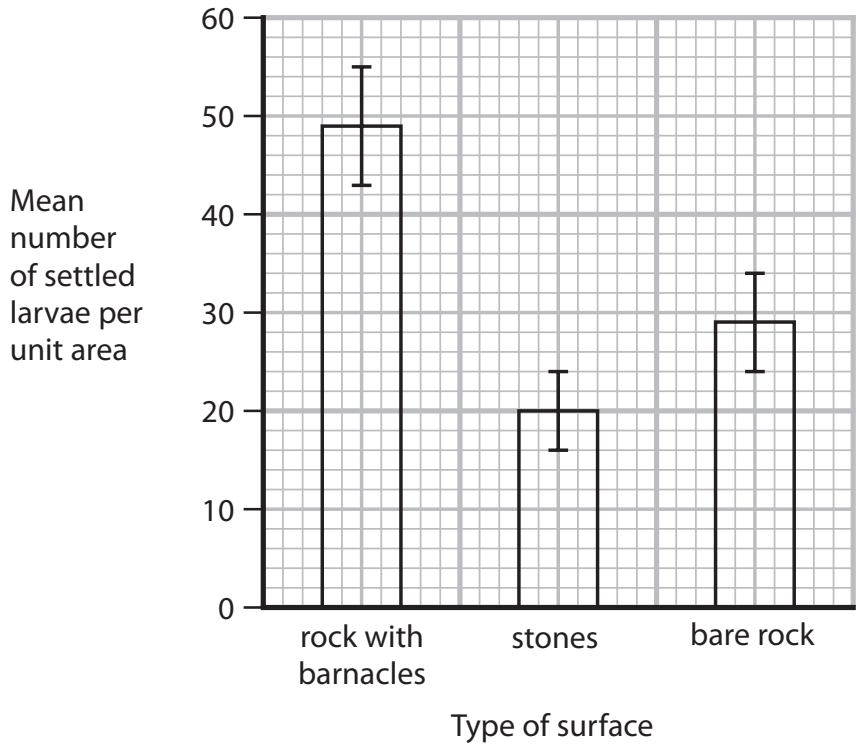 60
50
40
30
20
10
0
Mean
number
of settled
larvae per
unit area
rock with
barnacles
stones
bare rock
Type of surface